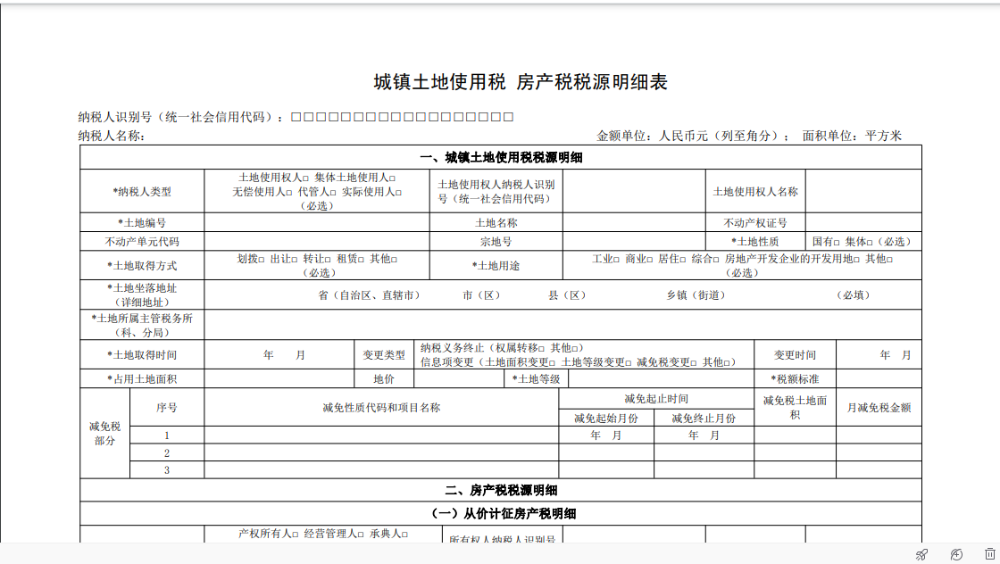 城镇土地使用税 房产税税源明细表
纳税人识别号（统一社会信用代码）：□□□□□□□□□□□□□□□□□□
纳税人名称：
金额单位：人民币元（列至角分）； 面积单位：平方米
一、城镇土地使用税税源明细
*纳税人类型
土地使用权人□ 集体土地使用人□
无偿使用人□ 代管人□ 实际使用人□
（必选）
土地使用权人纳税人识别
号（统一社会信用代码）
土地使用权人名称
*土地编号
土地名称
不动产权证号
不动产单元代码
宗地号
*土地性质
国有□ 集体□（必选）
*土地取得方式
划拨□ 出让□ 转让□ 租赁□ 其他□
（必选）
*土地用途
工业□ 商业□ 居住□ 综合□ 房地产开发企业的开发用地□ 其他□
（必选）
*土地坐落地址
（详细地址）
省（自治区、直辖市） 市（区） 县（区） 乡镇（街道） （必填）
*土地所属主管税务所
（科、分局）
*土地取得时间
年 月
变更类型
纳税义务终止（权属转移□ 其他□）
信息项变更（土地面积变更□ 土地等级变更□ 减免税变更□ 其他□）
变更时间
年 月
*占用土地面积
地价
*土地等级
*税额标准
减免税
部分
序号
减免性质代码和项目名称
减免起止时间
减免起始月份
减免终止月份
减免税土地面
积
月减免税金额
1
年 月
年 月
2
3
二、房产税税源明细
（一）从价计征房产税明细
产权所有人□ 经营管理人□ 承典人□
所有权人纳税人识别号